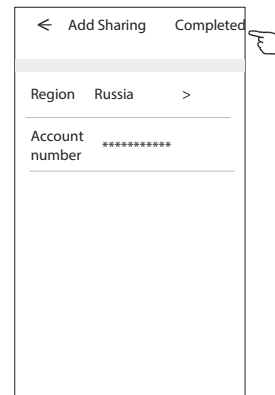 ← Add Sharing Completed
Region Russia >
Account
number ***********